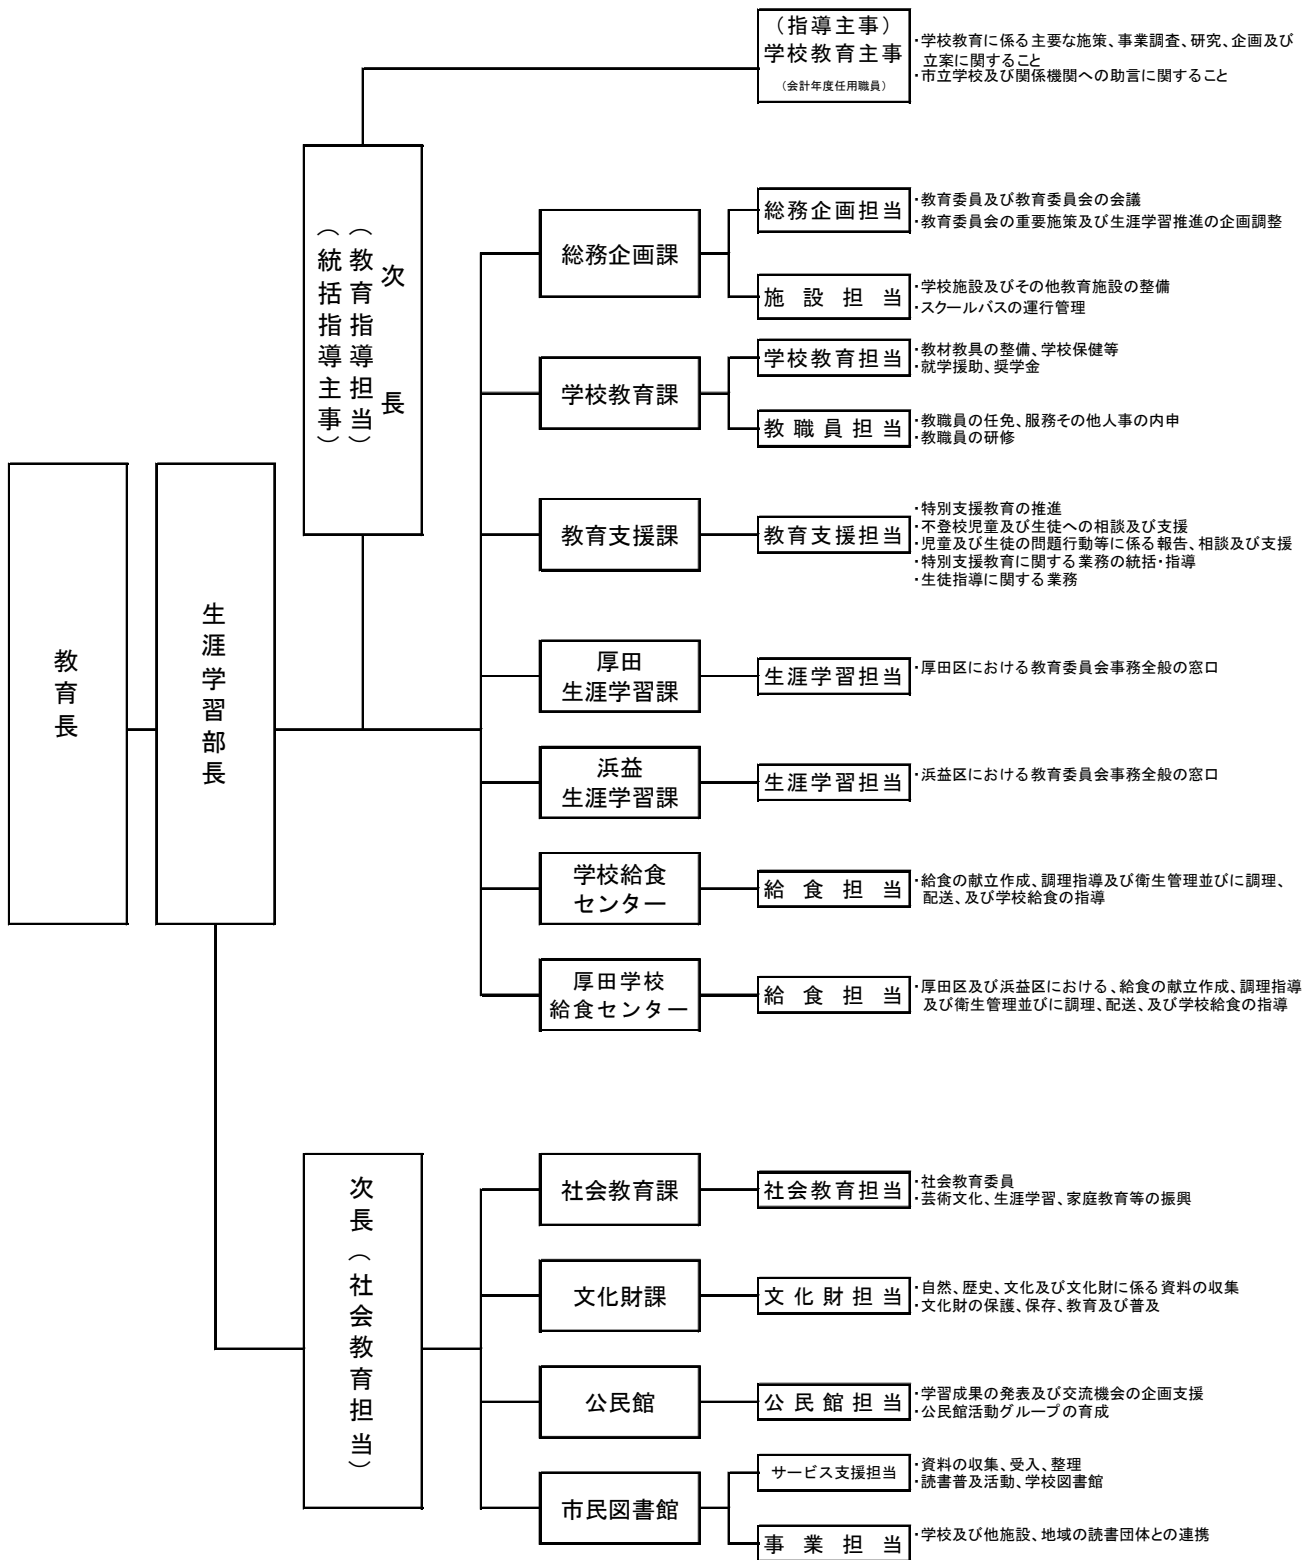 教育長
生涯学習部長
次長
（教育指導担当）
（統括指導主事）
（指導主事）
学校教育主事
（会計年度任用職員）
・学校教育に係る主要な施策、事業調査、研究、企画及び
立案に関すること
・市立学校及び関係機関への助言に関すること
総務企画課
総務企画担当
・教育委員及び教育委員会の会議
・教育委員会の重要施策及び生涯学習推進の企画調整
施設担当
・学校施設及びその他教育施設の整備
・スクールバスの運行管理
学校教育課
学校教育担当
・教材教具の整備、学校保健等
・就学援助、奨学金
教職員担当
・教職員の任免、服務その他人事の内申
・教職員の研修
教育支援課
教育支援担当
・特別支援教育の推進
・不登校児童及び生徒への相談及び支援
・児童及び生徒の問題行動等に係る報告、相談及び支援
・特別支援教育に関する業務の統括・指導
・生徒指導に関する業務
厚田
生涯学習課
生涯学習担当
・厚田区における教育委員会事務全般の窓口
浜益
生涯学習課
生涯学習担当
・浜益区における教育委員会事務全般の窓口
学校給食
センター
給食担当
・給食の献立作成、調理指導及び衛生管理並びに調理、
配送、及び学校給食の指導
厚田学校
給食センター
給食担当
・厚田区及び浜益区における、給食の献立作成、調理指導
及び衛生管理並びに調理、配送、及び学校給食の指導
次長（社会教育担当）
社会教育課
社会教育担当
・社会教育委員
・芸術文化、生涯学習、家庭教育等の振興
文化財課
文化財担当
・自然、歴史、文化及び文化財に係る資料の収集
・文化財の保護、保存、教育及び普及
公民館
公民館担当
・学習成果の発表及び交流機会の企画支援
・公民館活動グループの育成
市民図書館
サービス支援担当
・資料の収集、受入、整理
・読書普及活動、学校図書館
事業担当
・学校及び他施設、地域の読書団体との連携